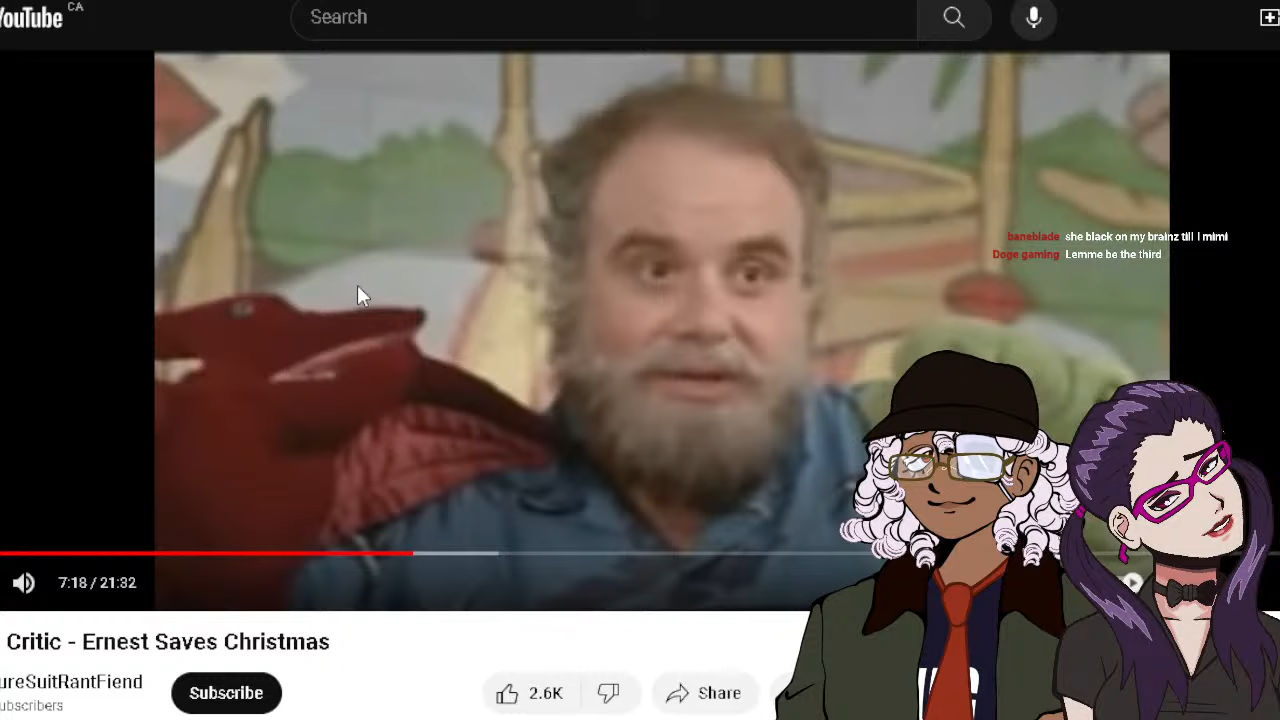 YouTube CA
Search
baneblade she black on my brainz till I mimi
Doge gaming Lemme be the third
7:18 / 21:32
Critic - Ernest Saves Christmas
ureSuitRantFiend
Subscribe
2.6K
Share
ubscribers